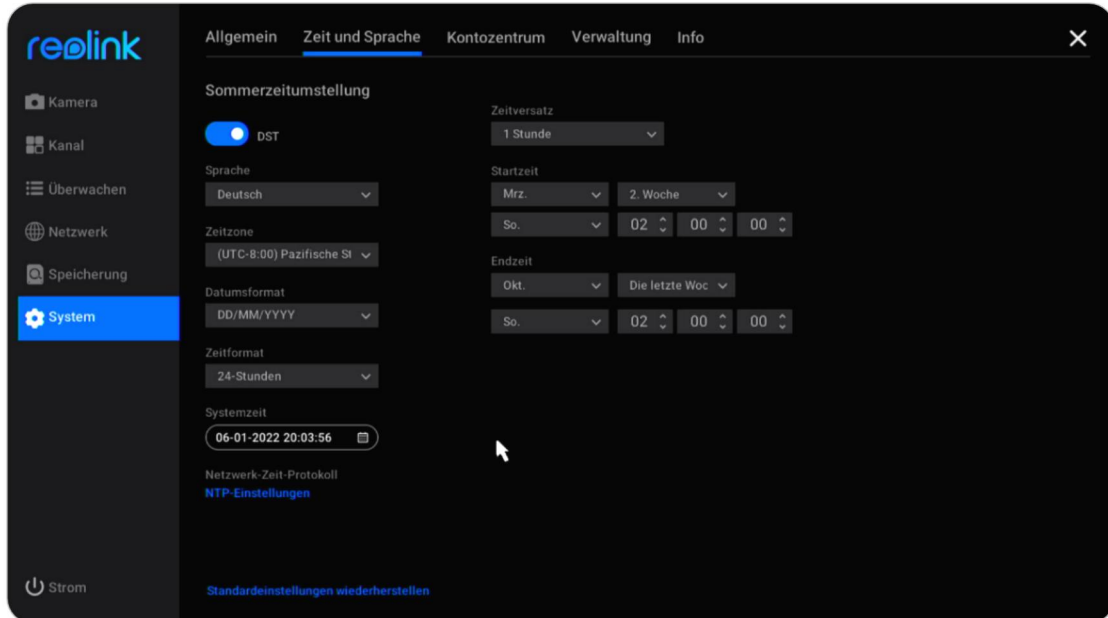 reolink
Allgemein Zeit und Sprache Kontozentrum Verwaltung Info
Kamera
Kanal
Überwachen
Netzwerk
Speicherung
System
Strom
Sommerzeitumstellung
DST
Sprache
Deutsch
Zeitzone
(UTC-8:00) Pazifische St
Datumsformat
DD/MM/YYYY
Zeitformat
24-Stunden
Systemzeit
06-01-2022 20:03:56
Netzwerk-Zeit-Protokoll
NTP-Einstellungen
Zeitversatz
1 Stunde
Startzeit
Mrz. 2. Woche
So. 02 00 00
Endzeit
Okt. Die letzte Woc
So. 02 00 00
Standardeinstellungen wiederherstellen